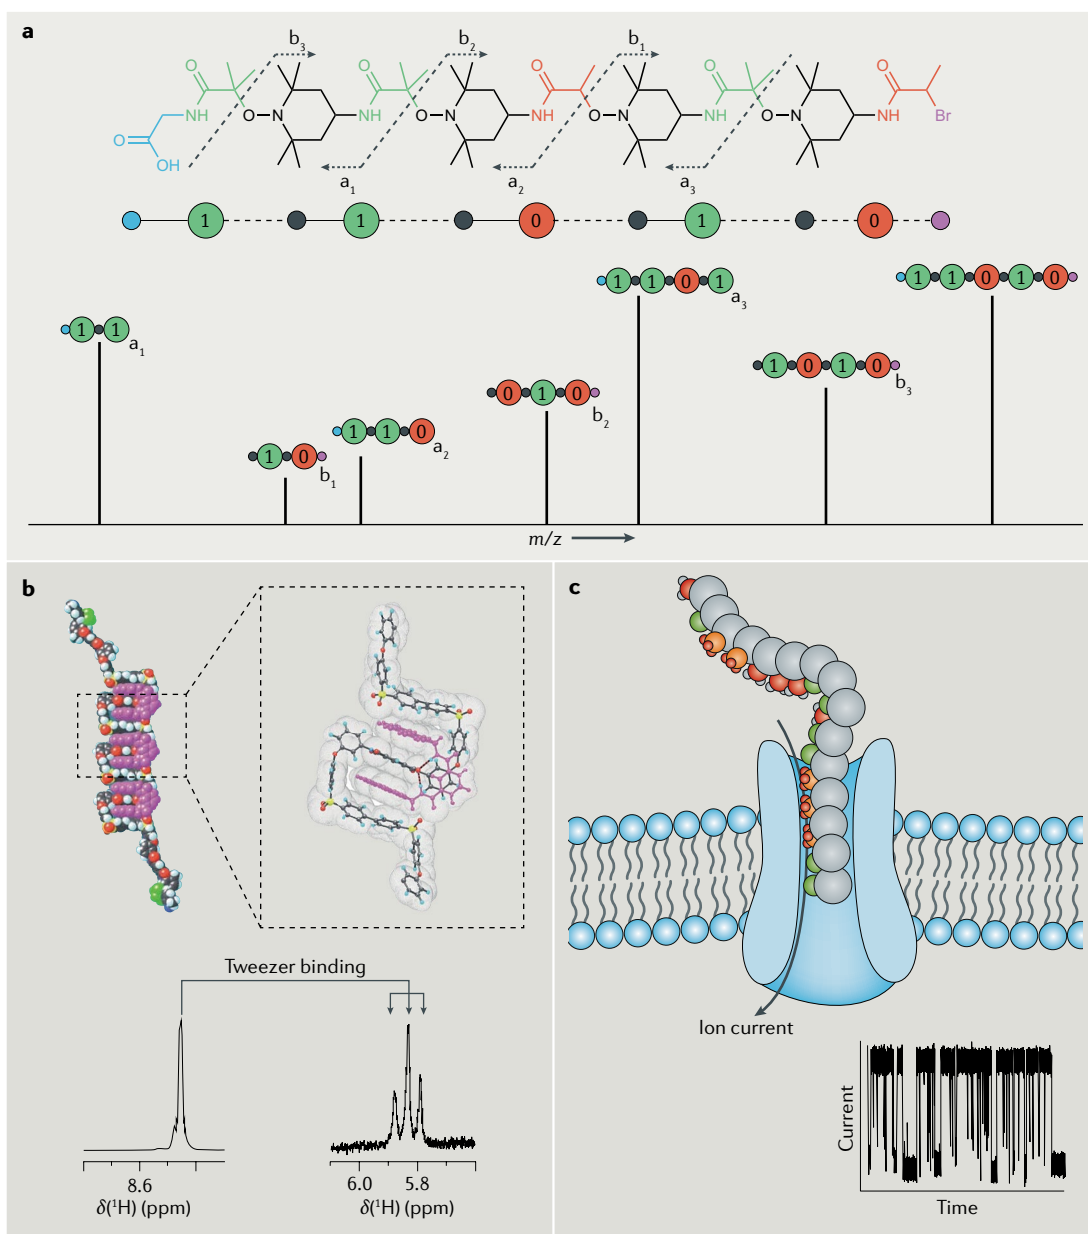 a
b₃ b₂ b₁
O O O O O
NH O N NH O N NH O N NH O N NH Br
O OH
a₁ a₂ a₃
1 1 0 1 0
1 1 0 1 a₃
1 1 0 1 0
1 1 a₁
1 0 1 0 b₃
0 1 0 b₂
1 1 0 a₂
1 0 b₁
m/z
b
c
Tweezer binding
8.6
δ(¹H) (ppm)
6.0 5.8
δ(¹H) (ppm)
Ion current
Current
Time